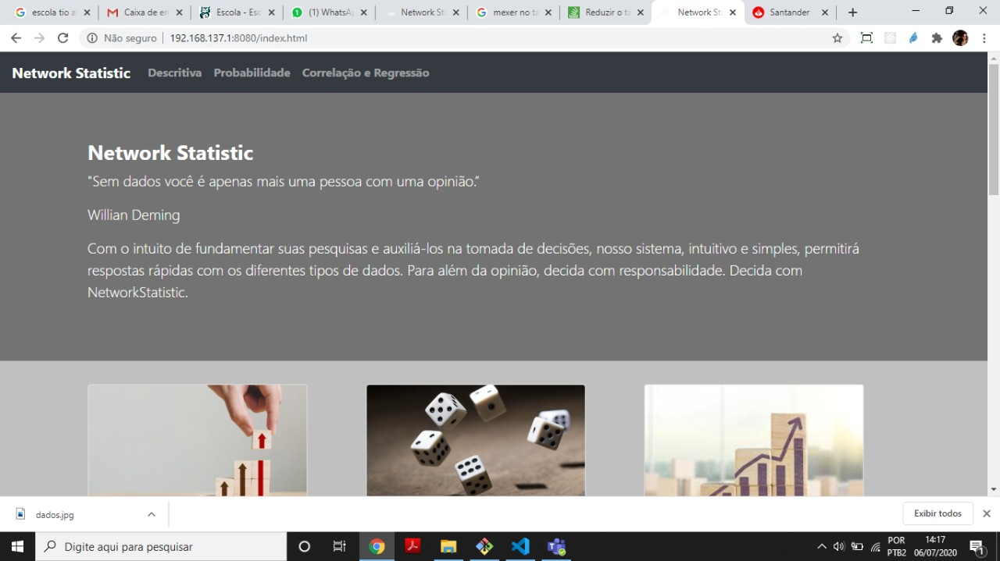 escola tio a
Caixa de en
Escola - Esc
(1) WhatsA
Network St
mexer no ta
Reduzir o ta
Network St
Santander
Não seguro
192.168.137.1:8080/index.html
Network Statistic
Descritiva
Probabilidade
Correlação e Regressão
Network Statistic
"Sem dados você é apenas mais uma pessoa com uma opinião.”
Willian Deming
Com o intuito de fundamentar suas pesquisas e auxiliá-los na tomada de decisões, nosso sistema, intuitivo e simples, permitirá
respostas rápidas com os diferentes tipos de dados. Para além da opinião, decida com responsabilidade. Decida com
NetworkStatistic.
dados.jpg
Exibir todos
Digite aqui para pesquisar
POR
PTB2
14:17
06/07/2020
1